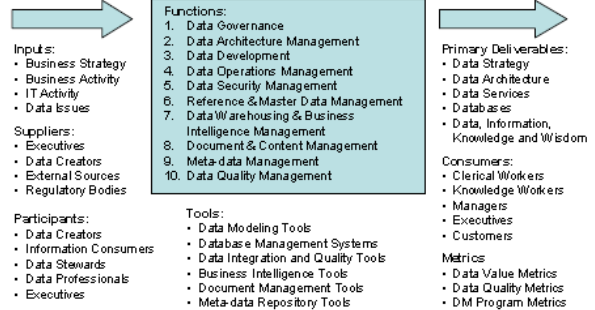 Inputs:
• Business Strategy
• Business Activity
• IT Activity
• Data Issues
Suppliers:
• Executives
• Data Creators
• External Sources
• Regulatory Bodies
Participants:
• Data Creators
• Information Consumers
• Data Stewards
• Data Professionals
• Executives
Functions:
1. Data Governance
2. Data Architecture Management
3. Data Development
4. Data Operations Management
5. Data Security Management
6. Reference & Master Data Management
7. Data Warehousing & Business
Intelligence Management
8. Document & Content Management
9. Meta-data Management
10. Data Quality Management
Tools:
• Data Modeling Tools
• Database Management Systems
• Data Integration and Quality Tools
• Business Intelligence Tools
• Document Management Tools
• Meta-data Repository Tools
Primary Deliverables:
• Data Strategy
• Data Architecture
• Data Services
• Databases
• Data, Information,
Knowledge and Wisdom
Consumers:
• Clerical Workers
• Knowledge Workers
• Managers
• Executives
• Customers
Metrics
• Data Value Metrics
• Data Quality Metrics
• DM Program Metrics